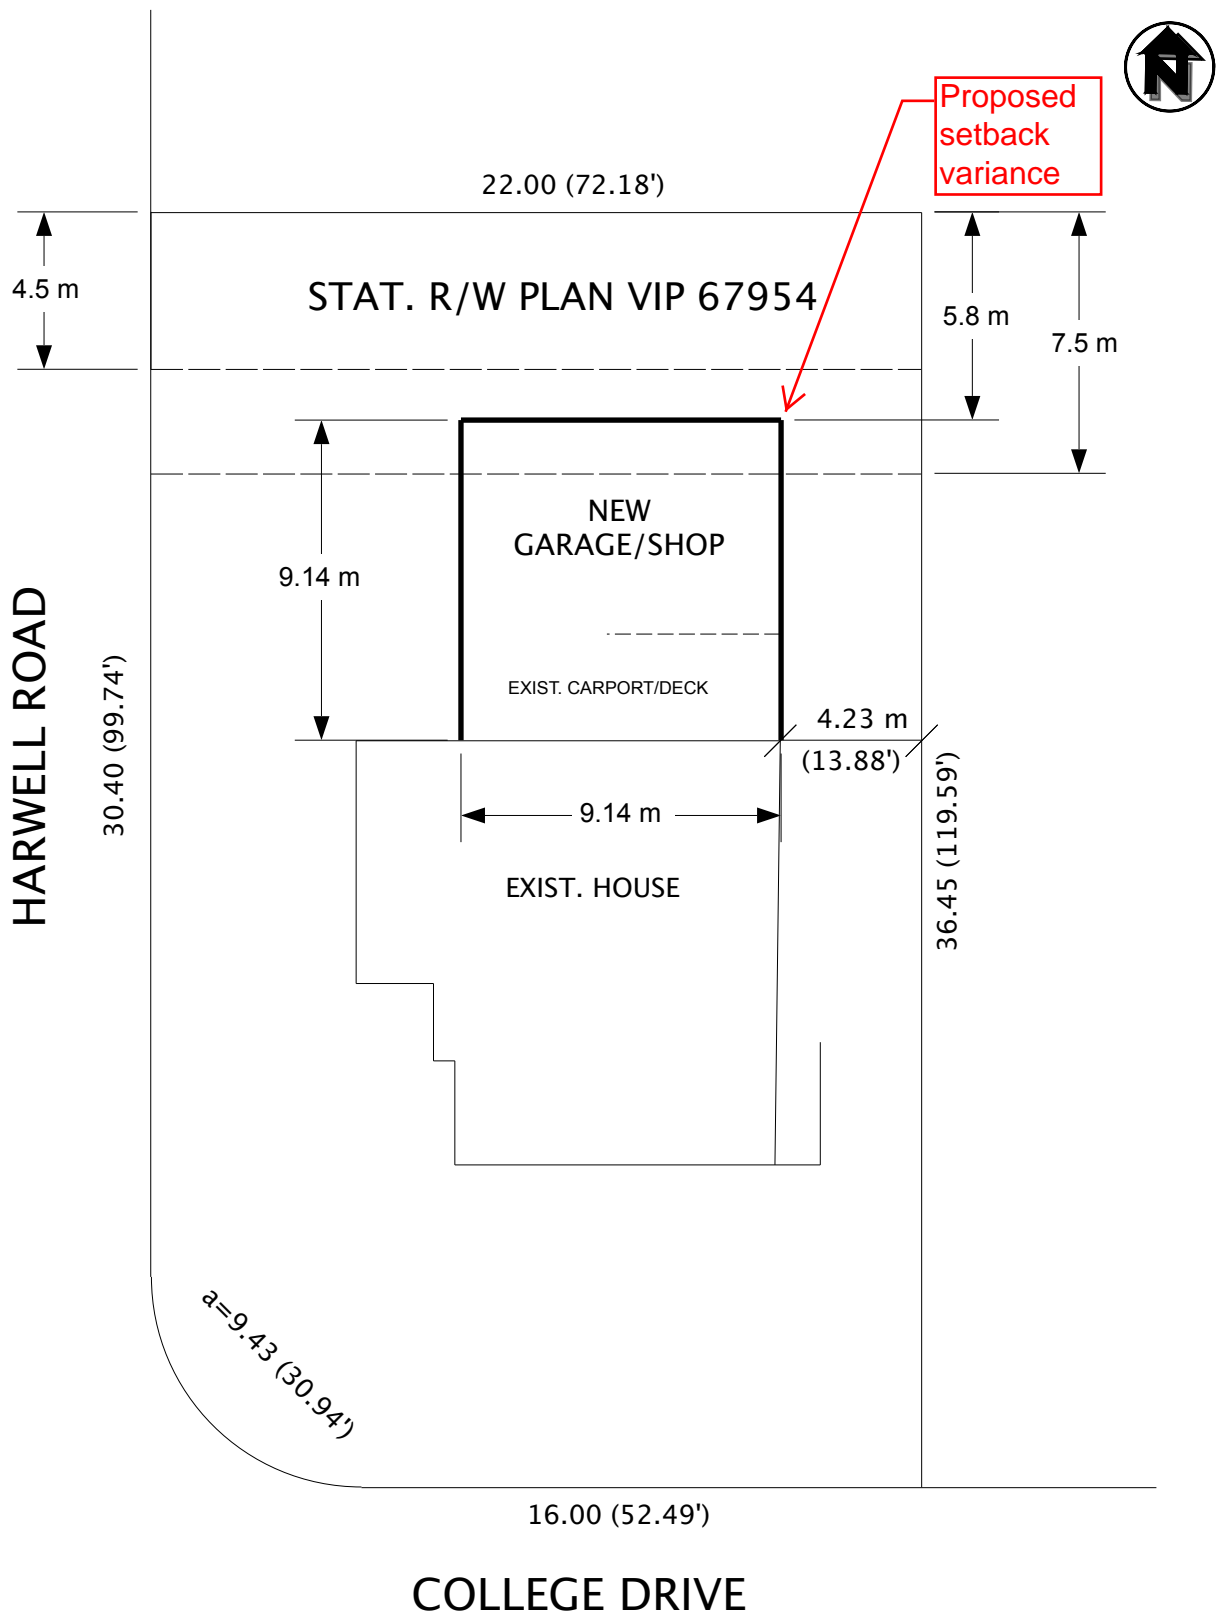 N
Proposed
setback
variance
22.00 (72.18')
4.5 m
STAT. R/W PLAN VIP 67954
5.8 m
7.5 m
NEW
GARAGE/SHOP
9.14 m
EXIST. CARPORT/DECK
HARWELL ROAD
30.40 (99.74')
4.23 m
(13.88')
9.14 m
36.45 (119.59')
EXIST. HOUSE
a=9.43 (30.94')
16.00 (52.49')
COLLEGE DRIVE